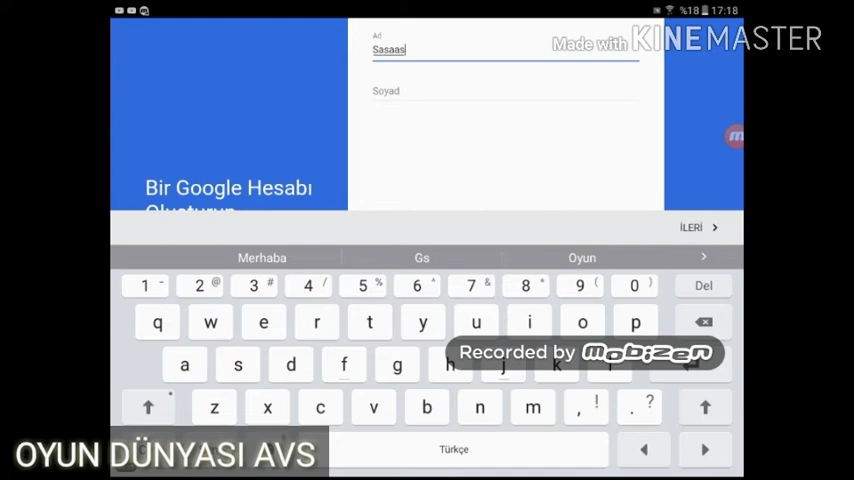 %18 17:18
Ad
Sasaas
Made with KINEMASTER
Soyad
Bir Google Hesabı
Oluşturun
İLERİ
Merhaba Gs Oyun
1 - 2 @ 3 # 4 / 5 % 6 ^ 7 & 8 * 9 ( 0 ) Del
q w e r t y u i o p
Recorded by mobizen
a s d f g h j k l
z x c v b n m , ! . ?
OYUN DÜNYASI AVS
Türkçe